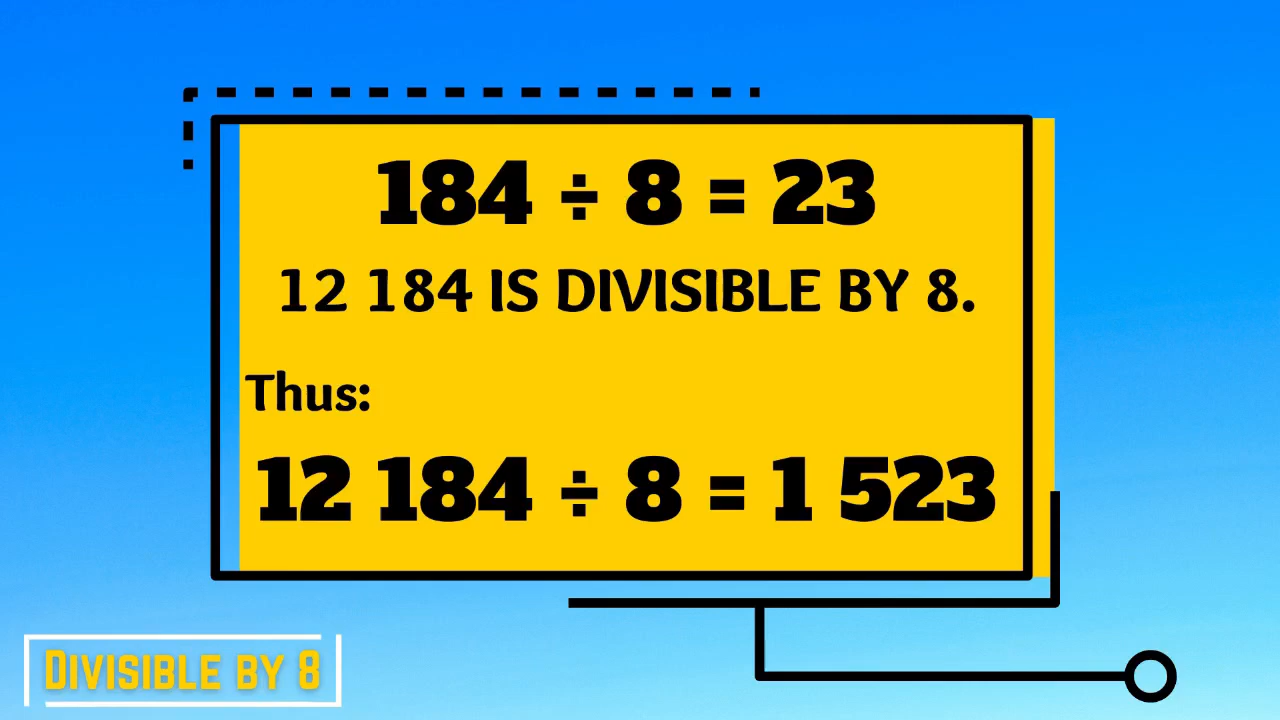 184 ÷ 8 = 23
12 184 IS DIVISIBLE BY 8.
Thus:
12 184 ÷ 8 = 1 523
DIVISIBLE BY 8